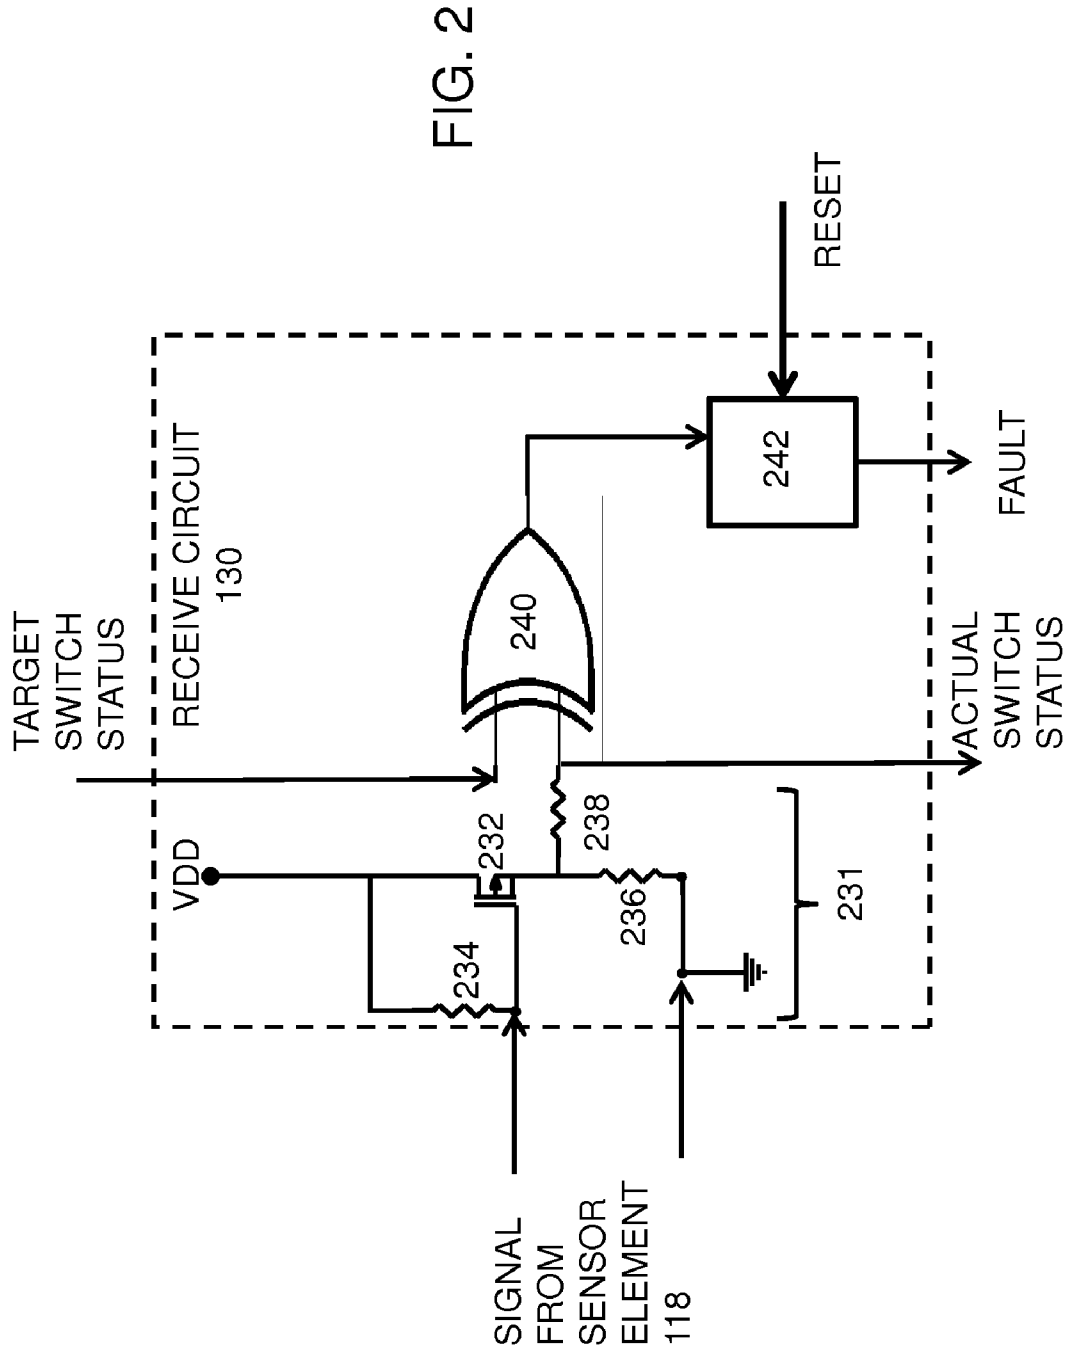 TARGET
SWITCH
STATUS
VDD
RECEIVE CIRCUIT
130
234
232
240
SIGNAL
FROM
SENSOR
ELEMENT
118
236
238
242
RESET
231
ACTUAL
SWITCH
STATUS
FAULT
FIG. 2